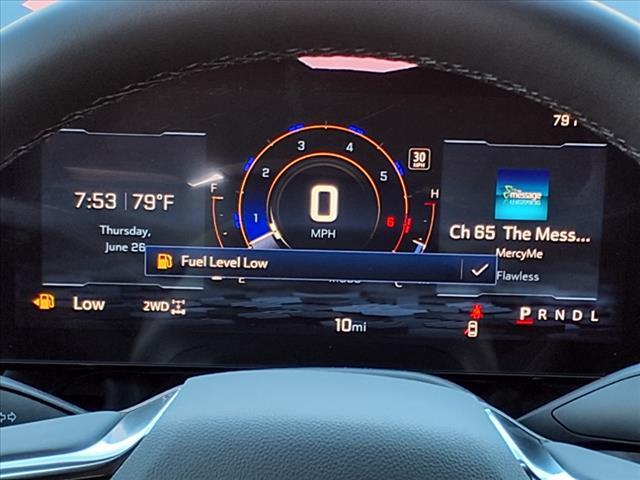 79°
7:53 79°F
Thursday,
June 26
F
1
2
3
4
5
6
0
MPH
30
MPH
H
message
Ch 65 The Mess...
MercyMe
Flawless
Fuel Level Low
E
C
Low
2WD
10mi
P R N D L